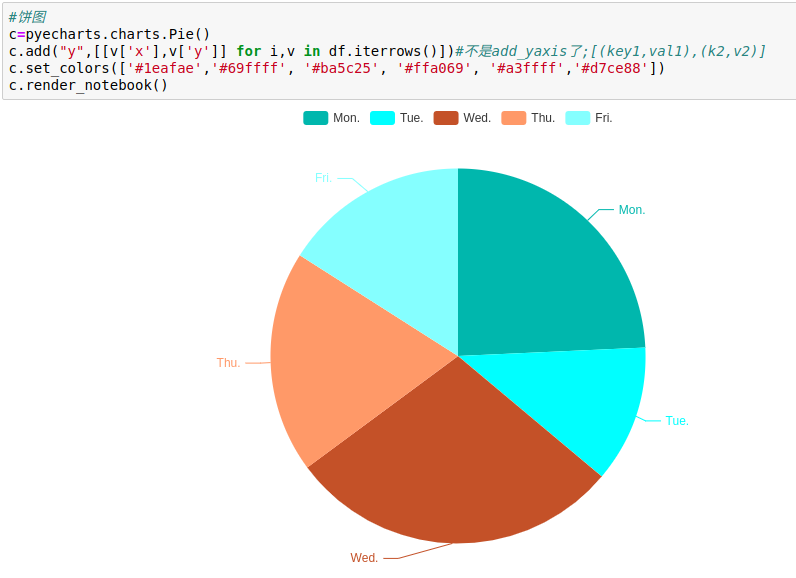 #饼图
c=pyecharts.charts.Pie()
c.add("y",[[v['x'],v['y']] for i,v in df.iterrows()])#不是add_yaxis了;[(key1,val1),(k2,v2)]
c.set_colors(['#1eafae','#69ffff', '#ba5c25', '#ffa069', '#a3ffff','#d7ce88'])
c.render_notebook()
Mon. Tue. Wed. Thu. Fri.
Fri.
Mon.
Thu.
Tue.
Wed.